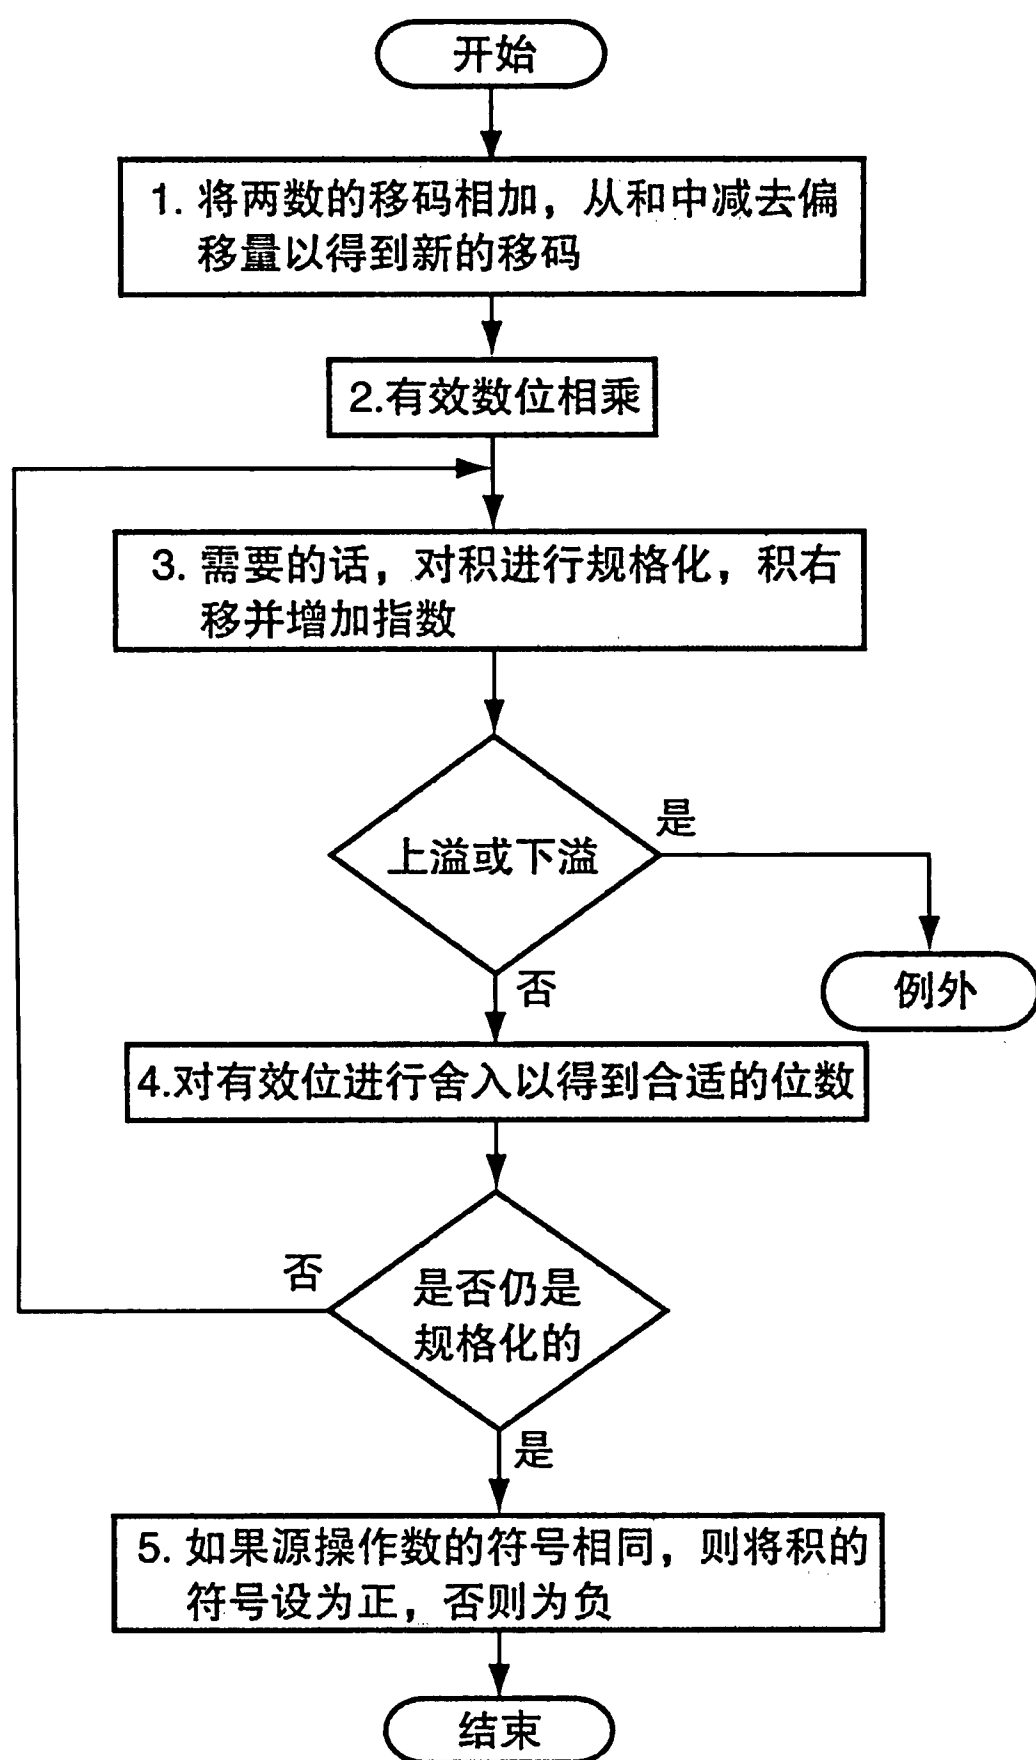 开始
1. 将两数的移码相加，从和中减去偏
移量以得到新的移码
2.有效数位相乘
3. 需要的话，对积进行规格化，积右
移并增加指数
上溢或下溢
是
否
例外
4.对有效位进行舍入以得到合适的位数
否
是否仍是
规格化的
是
5. 如果源操作数的符号相同，则将积的
符号设为正，否则为负
结束